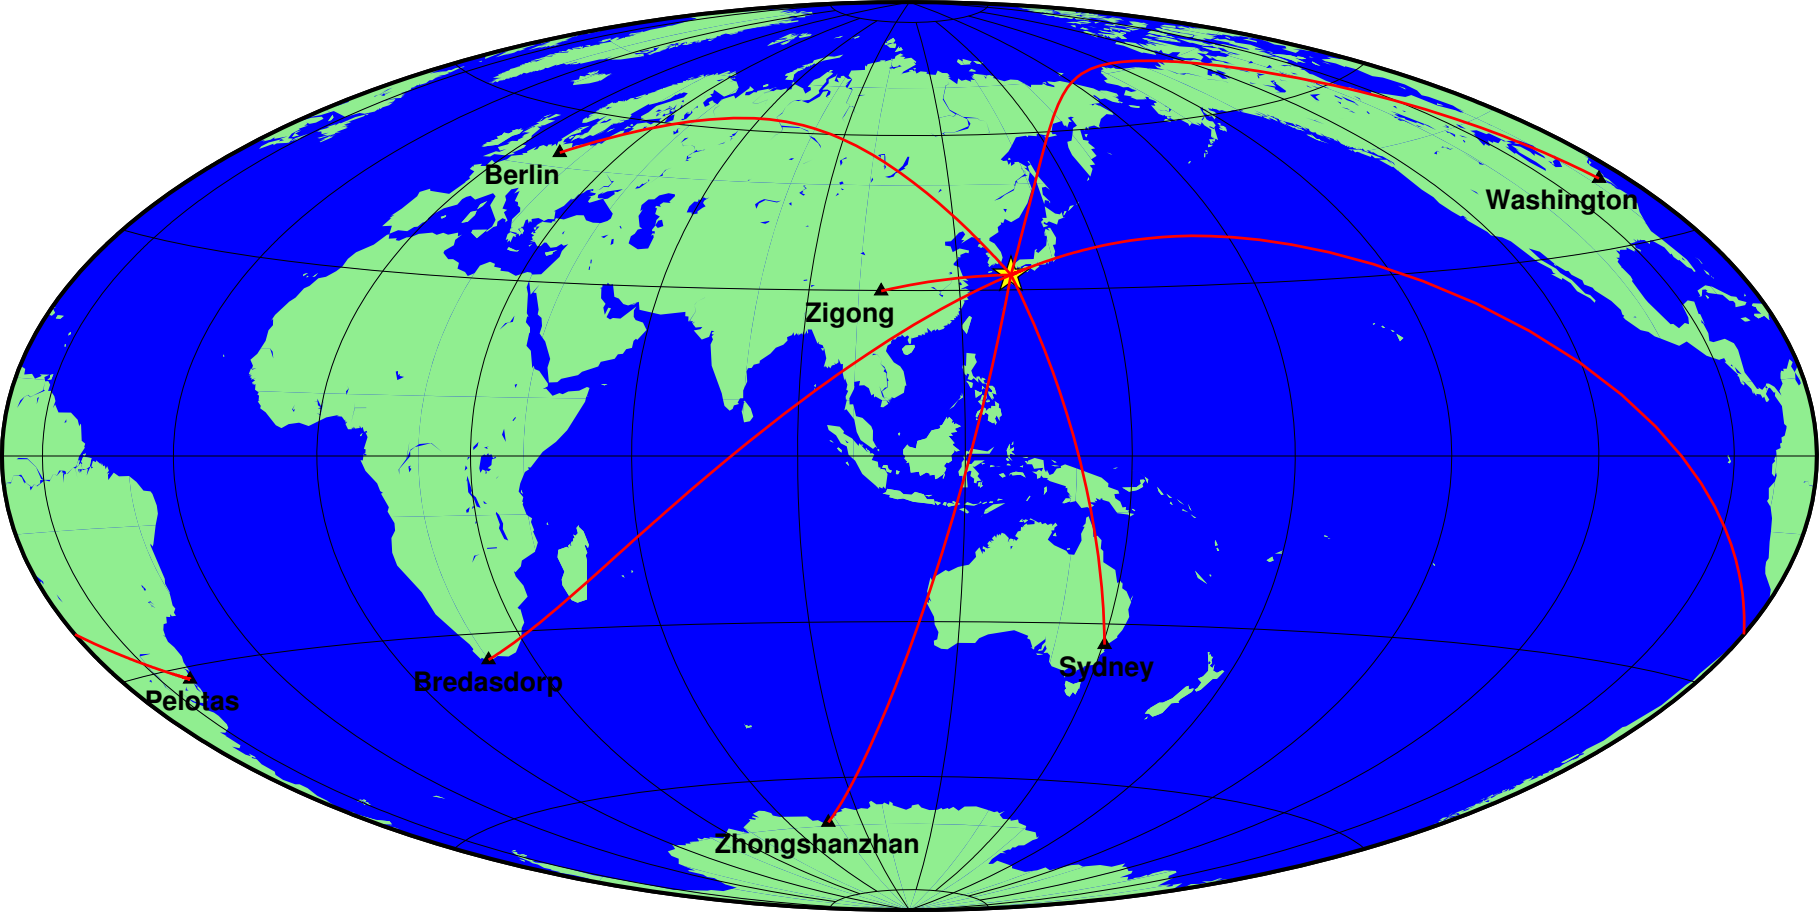 Berlin
Washington
Zigong
Sydney
Bredasdorp
Pelotas
Zhongshanzhan